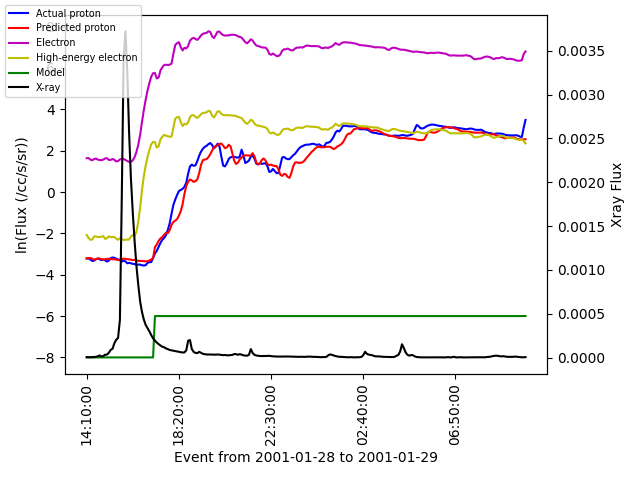 Actual proton
Predicted proton
Electron
High-energy electron
Model
X-ray
4
2
0
−2
−4
−6
−8
ln(Flux (/cc/s/sr))
0.0035
0.0030
0.0025
0.0020
0.0015
0.0010
0.0005
0.0000
Xray Flux
14:10:00
18:20:00
22:30:00
02:40:00
06:50:00
Event from 2001-01-28 to 2001-01-29